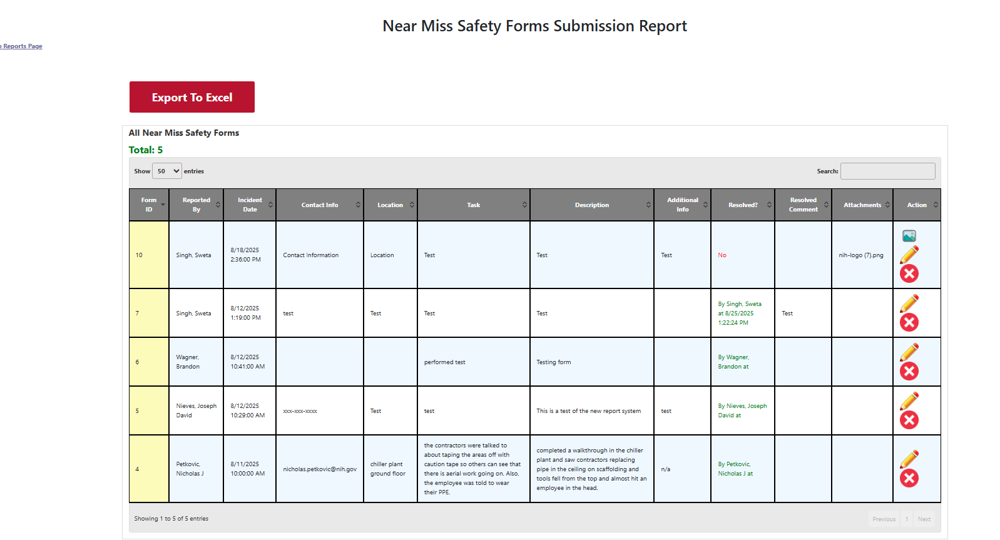 Near Miss Safety Forms Submission Report
Reports Page
Export To Excel
All Near Miss Safety Forms
Total: 5
Show 50 entries
Search:
Form
ID
Reported
By
Incident
Date
Contact Info
Location
Task
Description
Additional
Info
Resolved?
Resolved
Comment
Attachments
Action
10
Singh, Sweta
8/18/2025
2:36:00 PM
Contact Information
Location
Test
Test
Test
No
nih-logo (7).png
7
Singh, Sweta
8/12/2025
1:19:00 PM
test
Test
Test
Test
By Singh, Sweta
at 8/25/2025
1:22:24 PM
Test
6
Wagner,
Brandon
8/12/2025
10:41:00 AM
performed test
Testing form
By Wagner,
Brandon at
5
Nieves, Joseph
David
8/12/2025
10:29:00 AM
xxx-xxx-xxxx
Test
test
This is a test of the new report system
test
By Nieves, Joseph
David at
4
Petkovic,
Nicholas J
8/11/2025
10:00:00 AM
nicholas.petkovic@nih.gov
chiller plant
ground floor
the contractors were talked to
about taping the areas off with
caution tape so others can see that
there is aerial work going on. Also,
the employee was told to wear
their PPE.
completed a walkthrough in the chiller
plant and saw contractors replacing
pipe in the ceiling on scaffolding and
tools fell from the top and almost hit an
employee in the head.
n/a
By Petkovic,
Nicholas J at
Showing 1 to 5 of 5 entries
Previous 1 Next